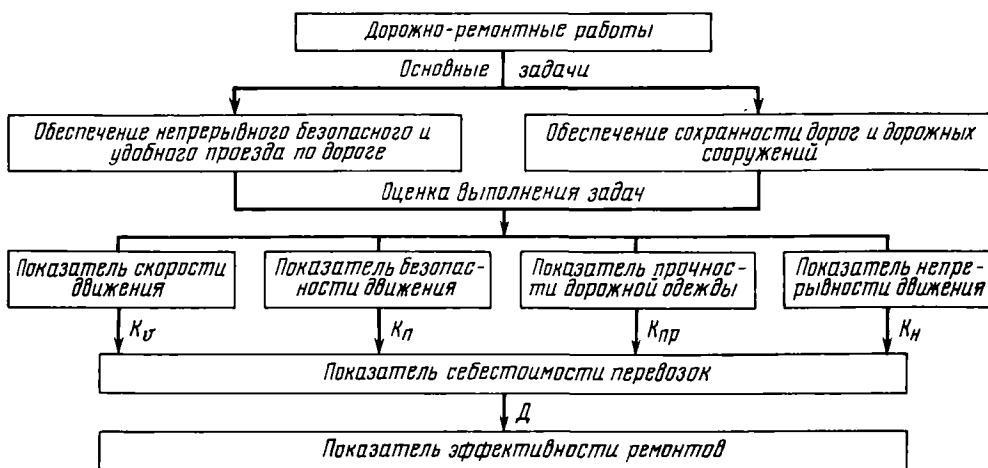 Дорожно-ремонтные работы
Основные задачи
Обеспечение непрерывного безопасного и
удобного проезда по дороге
Обеспечение сохранности дорог и дорожных
сооружений
Оценка выполнения задач
Показатель скорости
движения
Показатель безопас-
ности движения
Показатель прочнос-
ти дорожной одежды
Показатель непре-
рывности движения
Kv
Kп
Kпр
Kн
Показатель себестоимости перевозок
Д
Показатель эффективности ремонтов